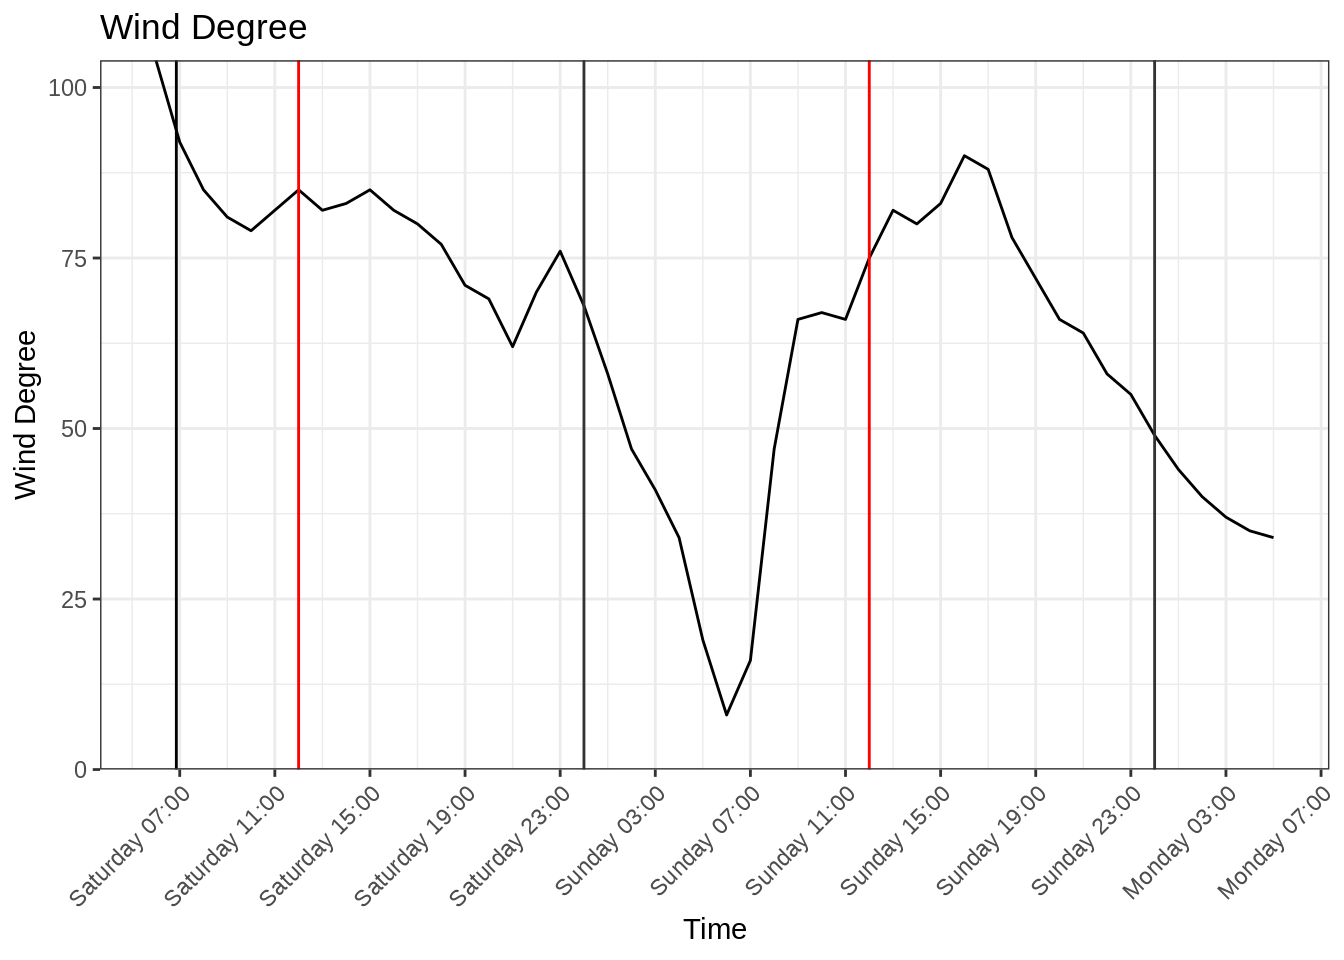 Wind Degree
Wind Degree
100
75
50
25
0
Saturday 07:00
Saturday 11:00
Saturday 15:00
Saturday 19:00
Saturday 23:00
Sunday 03:00
Sunday 07:00
Sunday 11:00
Sunday 15:00
Sunday 19:00
Sunday 23:00
Monday 03:00
Monday 07:00
Time